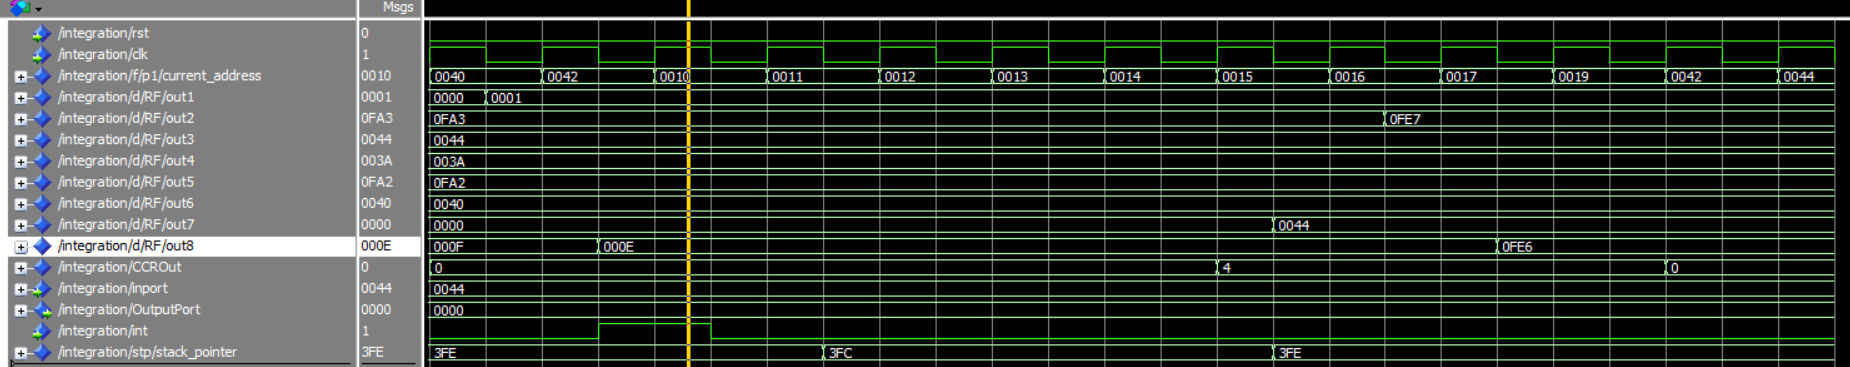 Msgs
/integration/rst 0
/integration/clk 1
/integration/f/p1/current_address 0010 0040 0042 0010 0011 0012 0013 0014 0015 0016 0017 0019 0042 0044
/integration/d/RF/out1 0001 0000 0001
/integration/d/RF/out2 0FA3 0FA3 0FE7
/integration/d/RF/out3 0044 0044
/integration/d/RF/out4 003A 003A
/integration/d/RF/out5 0FA2 0FA2
/integration/d/RF/out6 0040 0040
/integration/d/RF/out7 0000 0000 0044
/integration/d/RF/out8 000E 000F 000E 0FE6
/integration/CCROut 0 0 4 0
/integration/inport 0044 0044
/integration/OutputPort 0000 0000
/integration/int 1
/integration/stp/stack_pointer 3FE 3FE 3FC 3FE